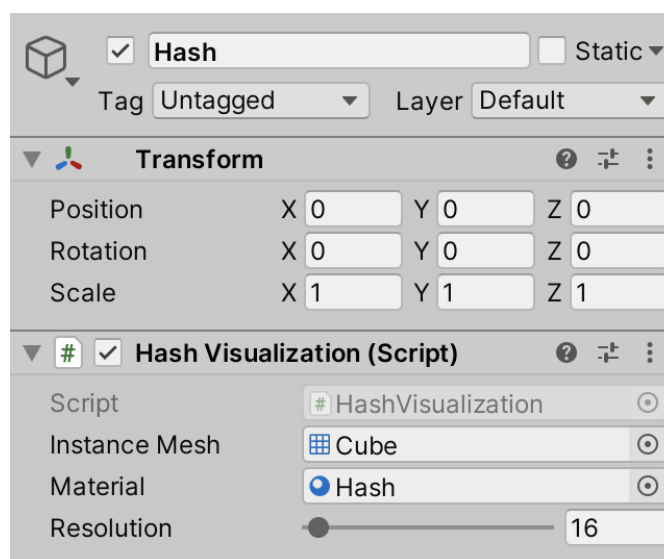 Hash Static
Tag Untagged Layer Default
Transform
Position X 0 Y 0 Z 0
Rotation X 0 Y 0 Z 0
Scale X 1 Y 1 Z 1
# Hash Visualization (Script)
Script # HashVisualization
Instance Mesh Cube
Material Hash
Resolution 16